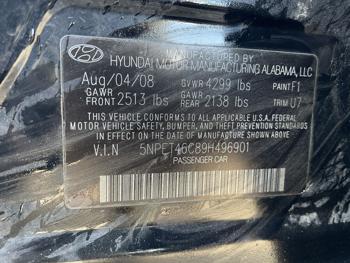 MANUFACTURED BY
HYUNDAI MOTOR MANUFACTURING ALABAMA, LLC
Aug/04/08 GVWR 4299 lbs PAINT F1
GAWR FRONT 2513 lbs GAWR REAR 2138 lbs TRIM U7
THIS VEHICLE CONFORMS TO ALL APPLICABLE U.S. FEDERAL
MOTOR VEHICLE SAFETY, BUMPER, AND THEFT PREVENTION
STANDARDS IN EFFECT ON THE DATE OF MANUFACTURE
SHOWN ABOVE.
V.I.N 5NPET46C89H496901